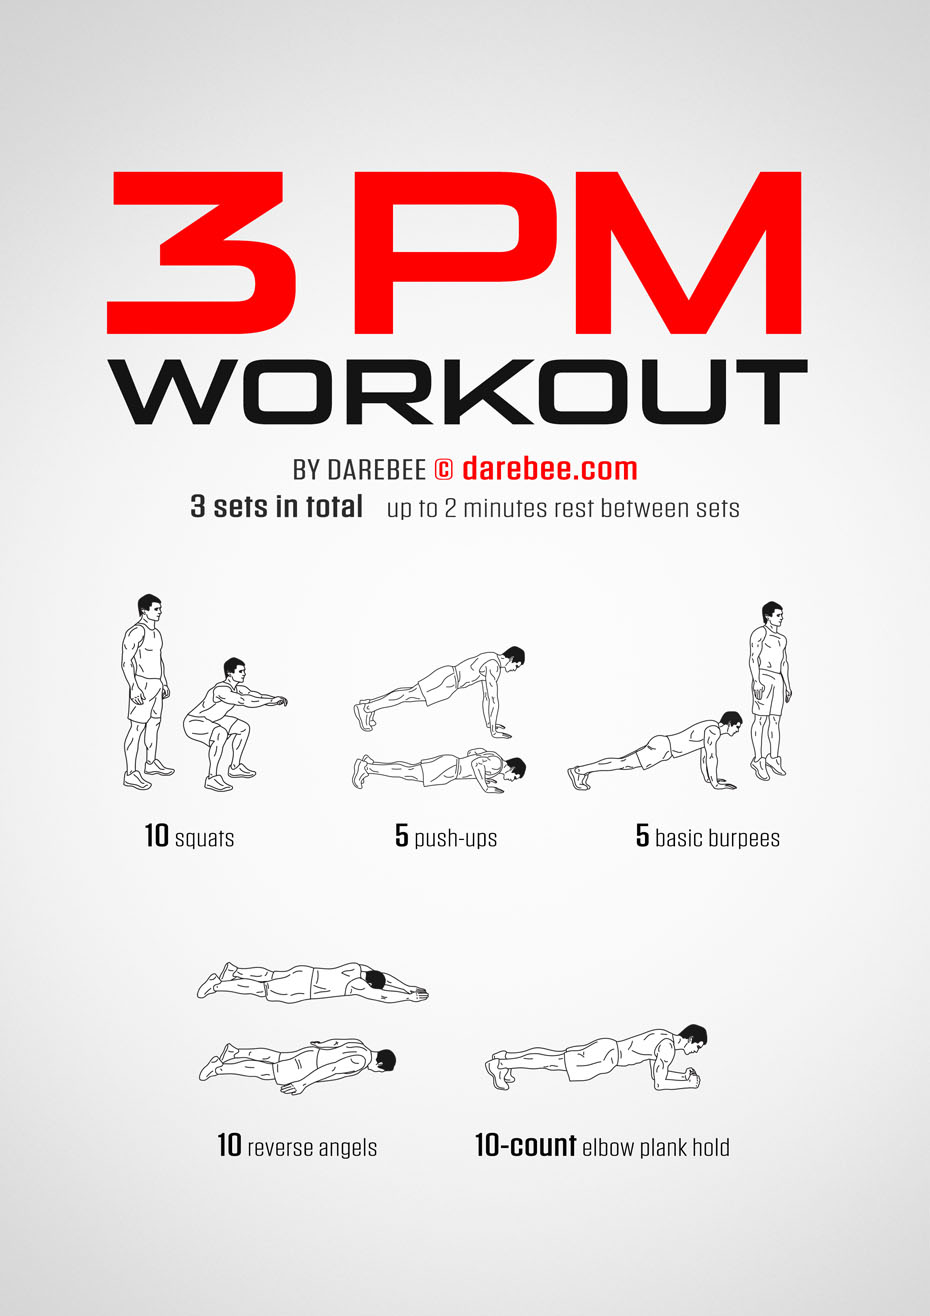 3 PM
WORKOUT
BY DAREBEE © darebee.com
3 sets in total up to 2 minutes rest between sets
10 squats
5 push-ups
5 basic burpees
10 reverse angels
10-count elbow plank hold